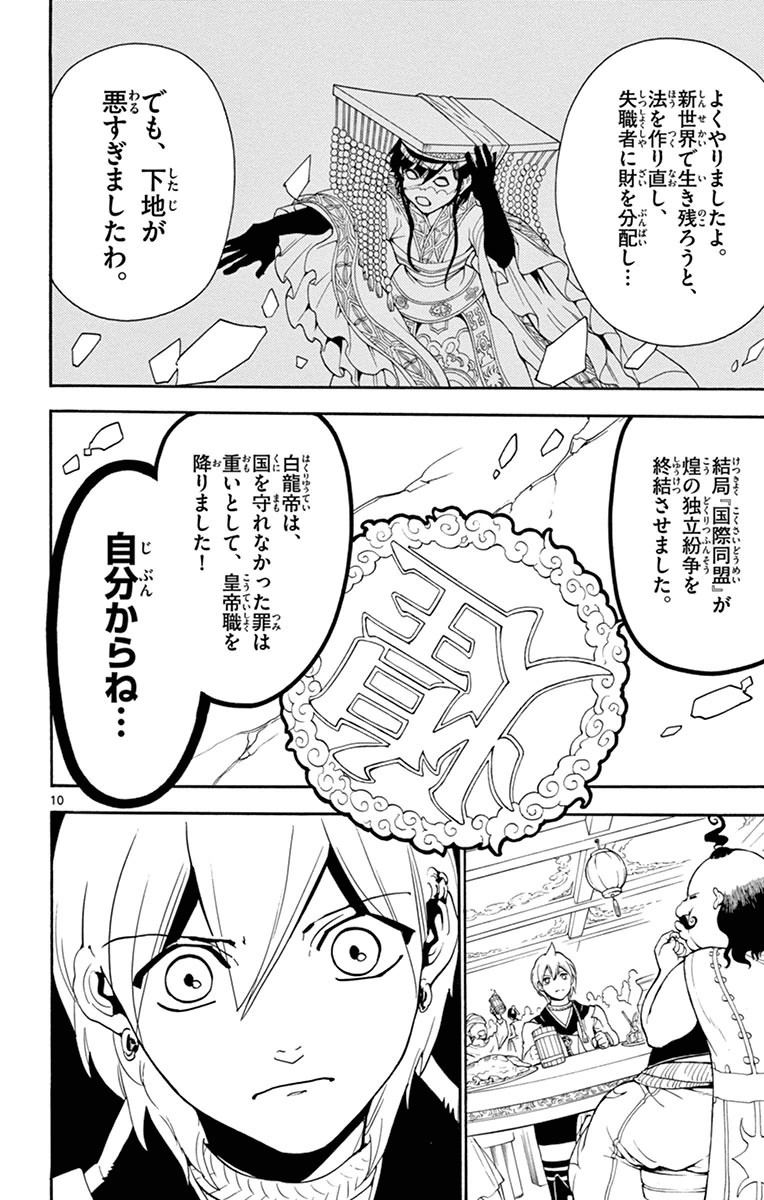 よくやりましたよ。
新世界で生き残ろうと、
法を作り直し、
失職者に財を分配し…
でも、下地が
悪すぎましたわ。
結局『国際同盟』が
煌の独立紛争を
終結させました。
白龍帝は、
国を守れなかった罪は
重いとして、皇帝職を
降りました!
自分からね…
10